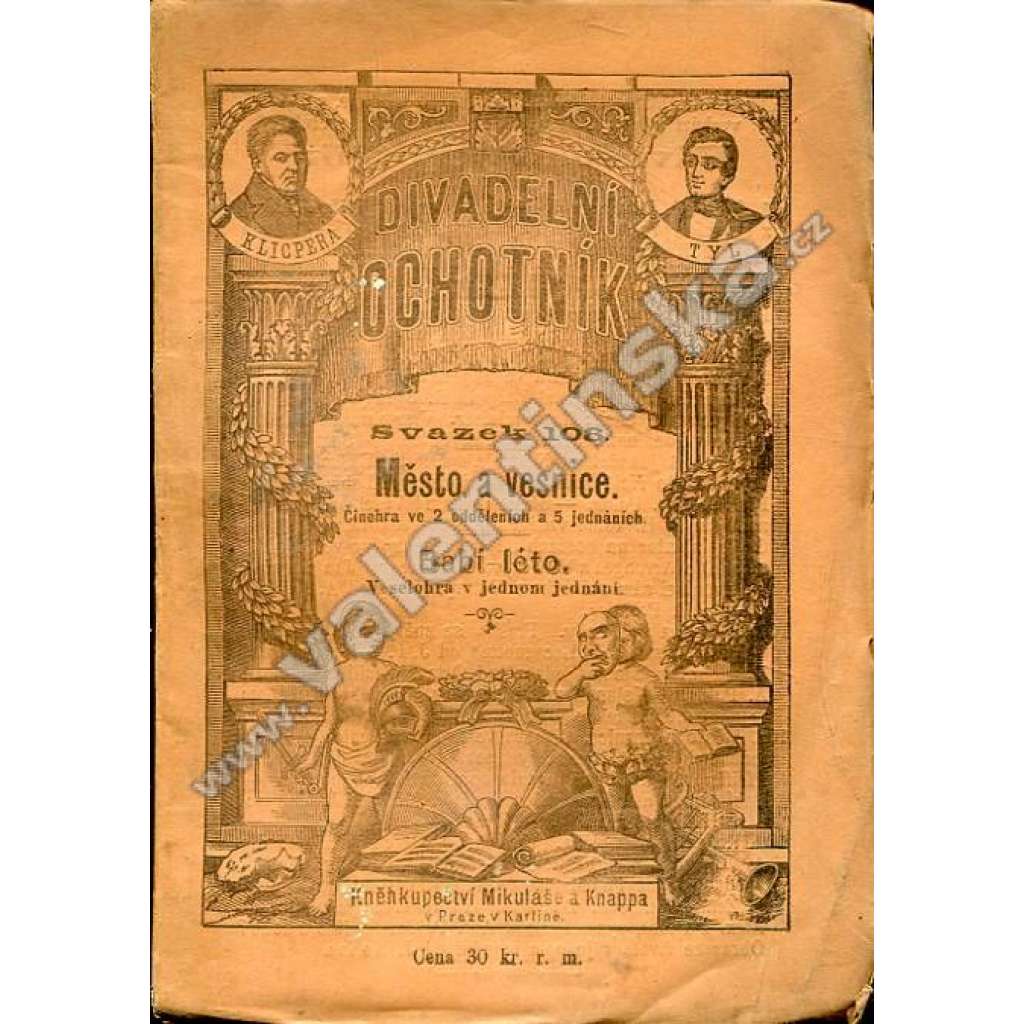 KLICPERA
TYL
DIVADELNÍ
OCHOTNÍK
Svazek 108.
Město a vesnice.
Činohra ve 2 odděleních a 5 jednáních.
Babí léto.
Veselohra v jednom jednání.
Kněhkupectví Mikuláše a Knappa
v Praze v Karlíně.
Cena 30 kr. r. m.
www.valentinska.cz